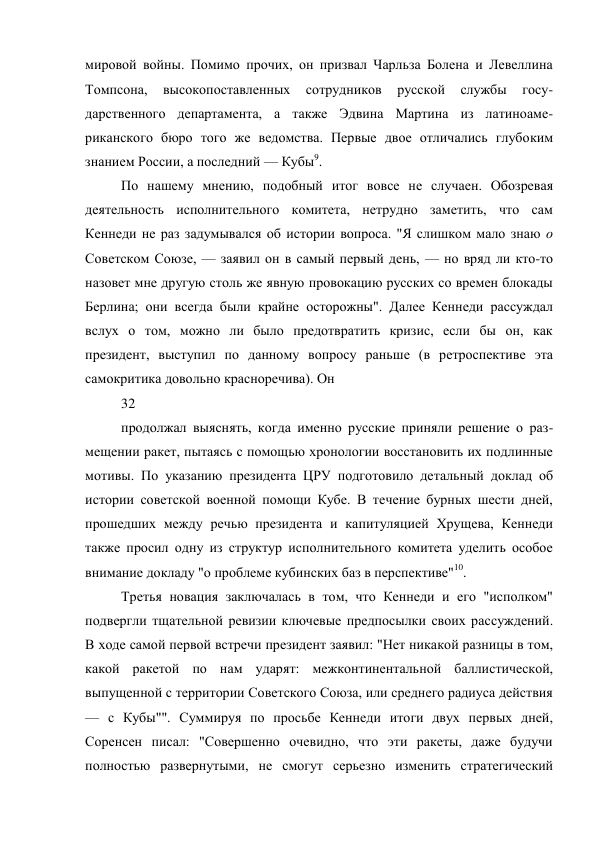 мировой войны. Помимо прочих, он призвал Чарльза Болена и Левеллина
Томпсона, высокопоставленных сотрудников русской службы госу-
дарственного департамента, а также Эдвина Мартина из латиноаме-
риканского бюро того же ведомства. Первые двое отличались глубоким
знанием России, а последний — Кубы⁹.
По нашему мнению, подобный итог вовсе не случаен. Обозревая
деятельность исполнительного комитета, нетрудно заметить, что сам
Кеннеди не раз задумывался об истории вопроса. "Я слишком мало знаю о
Советском Союзе, — заявил он в самый первый день, — но вряд ли кто-то
назовет мне другую столь же явную провокацию русских со времен блокады
Берлина; они всегда были крайне осторожны". Далее Кеннеди рассуждал
вслух о том, можно ли было предотвратить кризис, если бы он, как
президент, выступил по данному вопросу раньше (в ретроспективе эта
самокритика довольно красноречива). Он
32
продолжал выяснять, когда именно русские приняли решение о раз-
мещении ракет, пытаясь с помощью хронологии восстановить их подлинные
мотивы. По указанию президента ЦРУ подготовило детальный доклад об
истории советской военной помощи Кубе. В течение бурных шести дней,
прошедших между речью президента и капитуляцией Хрущева, Кеннеди
также просил одну из структур исполнительного комитета уделить особое
внимание докладу "о проблеме кубинских баз в перспективе"¹⁰.
Третья новация заключалась в том, что Кеннеди и его "исполком"
подвергли тщательной ревизии ключевые предпосылки своих рассуждений.
В ходе самой первой встречи президент заявил: "Нет никакой разницы в том,
какой ракетой по нам ударят: межконтинентальной баллистической,
выпущенной с территории Советского Союза, или среднего радиуса действия
— с Кубы"". Суммируя по просьбе Кеннеди итоги двух первых дней,
Соренсен писал: "Совершенно очевидно, что эти ракеты, даже будучи
полностью развернутыми, не смогут серьезно изменить стратегический